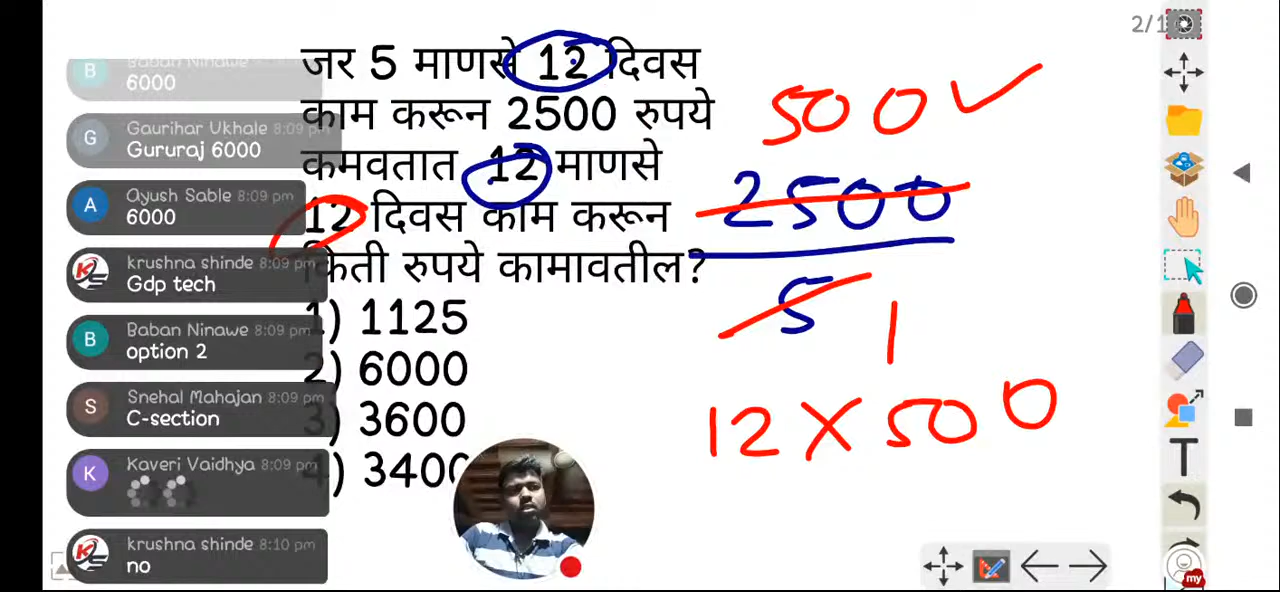 2/1
जर 5 माणसे 12 दिवस
काम करून 2500 रुपये
कमवतात 12 माणसे
12 दिवस काम करून
किती रुपये कामावतील?
1) 1125
2) 6000
3) 3600
4) 3400
Baban Ninawe
6000
Gaurihar Ukhale 8:09 pm
Gururaj 6000
Ayush Sable 8:09 pm
6000
krushna shinde 8:09 pm
Gdp tech
Baban Ninawe 8:09 pm
option 2
Snehal Mahajan 8:09 pm
C-section
Kaveri Vaidhya 8:09 pm
krushna shinde 8:10 pm
no
500
2500
5
1
12 X 500
B
G
A
B
S
K
T
my